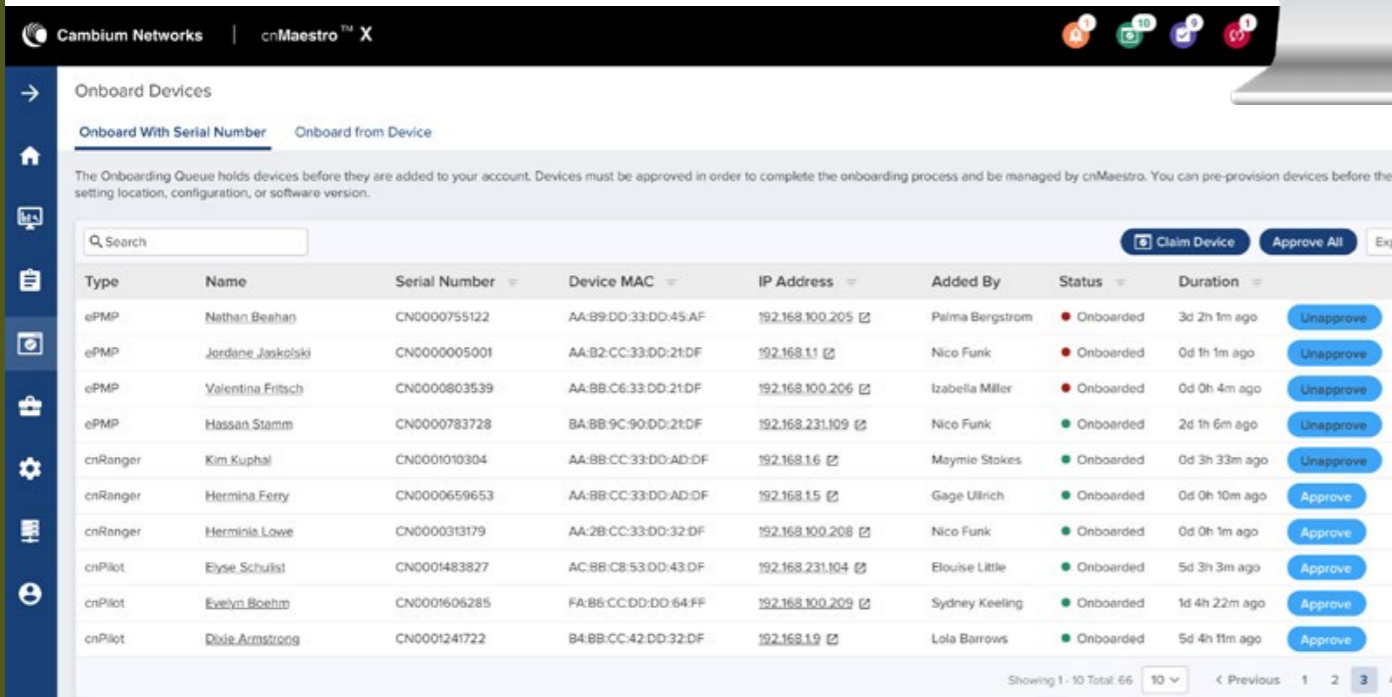 Cambium Networks | cnMaestro™ X 1 10 9 1
Onboard Devices
Onboard With Serial Number Onboard from Device
The Onboarding Queue holds devices before they are added to your account. Devices must be approved in order to complete the onboarding process and be managed by cnMaestro. You can pre-provision devices before the
setting location, configuration, or software version.
Search Claim Device Approve All Exp
Type Name Serial Number Device MAC IP Address Added By Status Duration
ePMP Nathan Beahan CN0000755122 AA:B9:DD:33:DD:45:AF 192.168.100.205 Palma Bergstrom Onboarded 3d 2h 1m ago Unapprove
ePMP Jordane Jaskolski CN0000005001 AA:B2:CC:33:DD:21:DF 192.168.1.1 Nico Funk Onboarded 0d 1h 1m ago Unapprove
ePMP Valentina Fritsch CN0000803539 AA:BB:C6:33:DD:21:DF 192.168.100.206 Izabella Miller Onboarded 0d 0h 4m ago Unapprove
ePMP Hassan Stamm CN0000783728 BA:BB:9C:90:DD:21:DF 192.168.231.109 Nico Funk Onboarded 2d 1h 6m ago Unapprove
cnRanger Kim Kuphal CN0001010304 AA:BB:CC:33:DD:AD:DF 192.168.1.6 Maymie Stokes Onboarded 0d 3h 33m ago Unapprove
cnRanger Hermina Ferry CN0000659653 AA:BB:CC:33:DD:AD:DF 192.168.1.5 Gage Ullrich Onboarded 0d 0h 10m ago Approve
cnRanger Herminia Lowe CN0000313179 AA:2B:CC:33:DD:32:DF 192.168.100.208 Nico Funk Onboarded 0d 0h 1m ago Approve
cnPilot Elyse Schulist CN0001483827 AC:BB:C8:53:DD:43:DF 192.168.231.104 Elouise Little Onboarded 5d 3h 3m ago Approve
cnPilot Evelyn Boehm CN0001606285 FA:B6:CC:DD:DD:64:FF 192.168.100.209 Sydney Keeling Onboarded 1d 4h 22m ago Approve
cnPilot Dixie Armstrong CN0001241722 B4:BB:CC:42:DD:32:DF 192.168.1.9 Lola Barrows Onboarded 5d 4h 11m ago Approve
Showing 1 - 10 Total: 66 10 < Previous 1 2 3